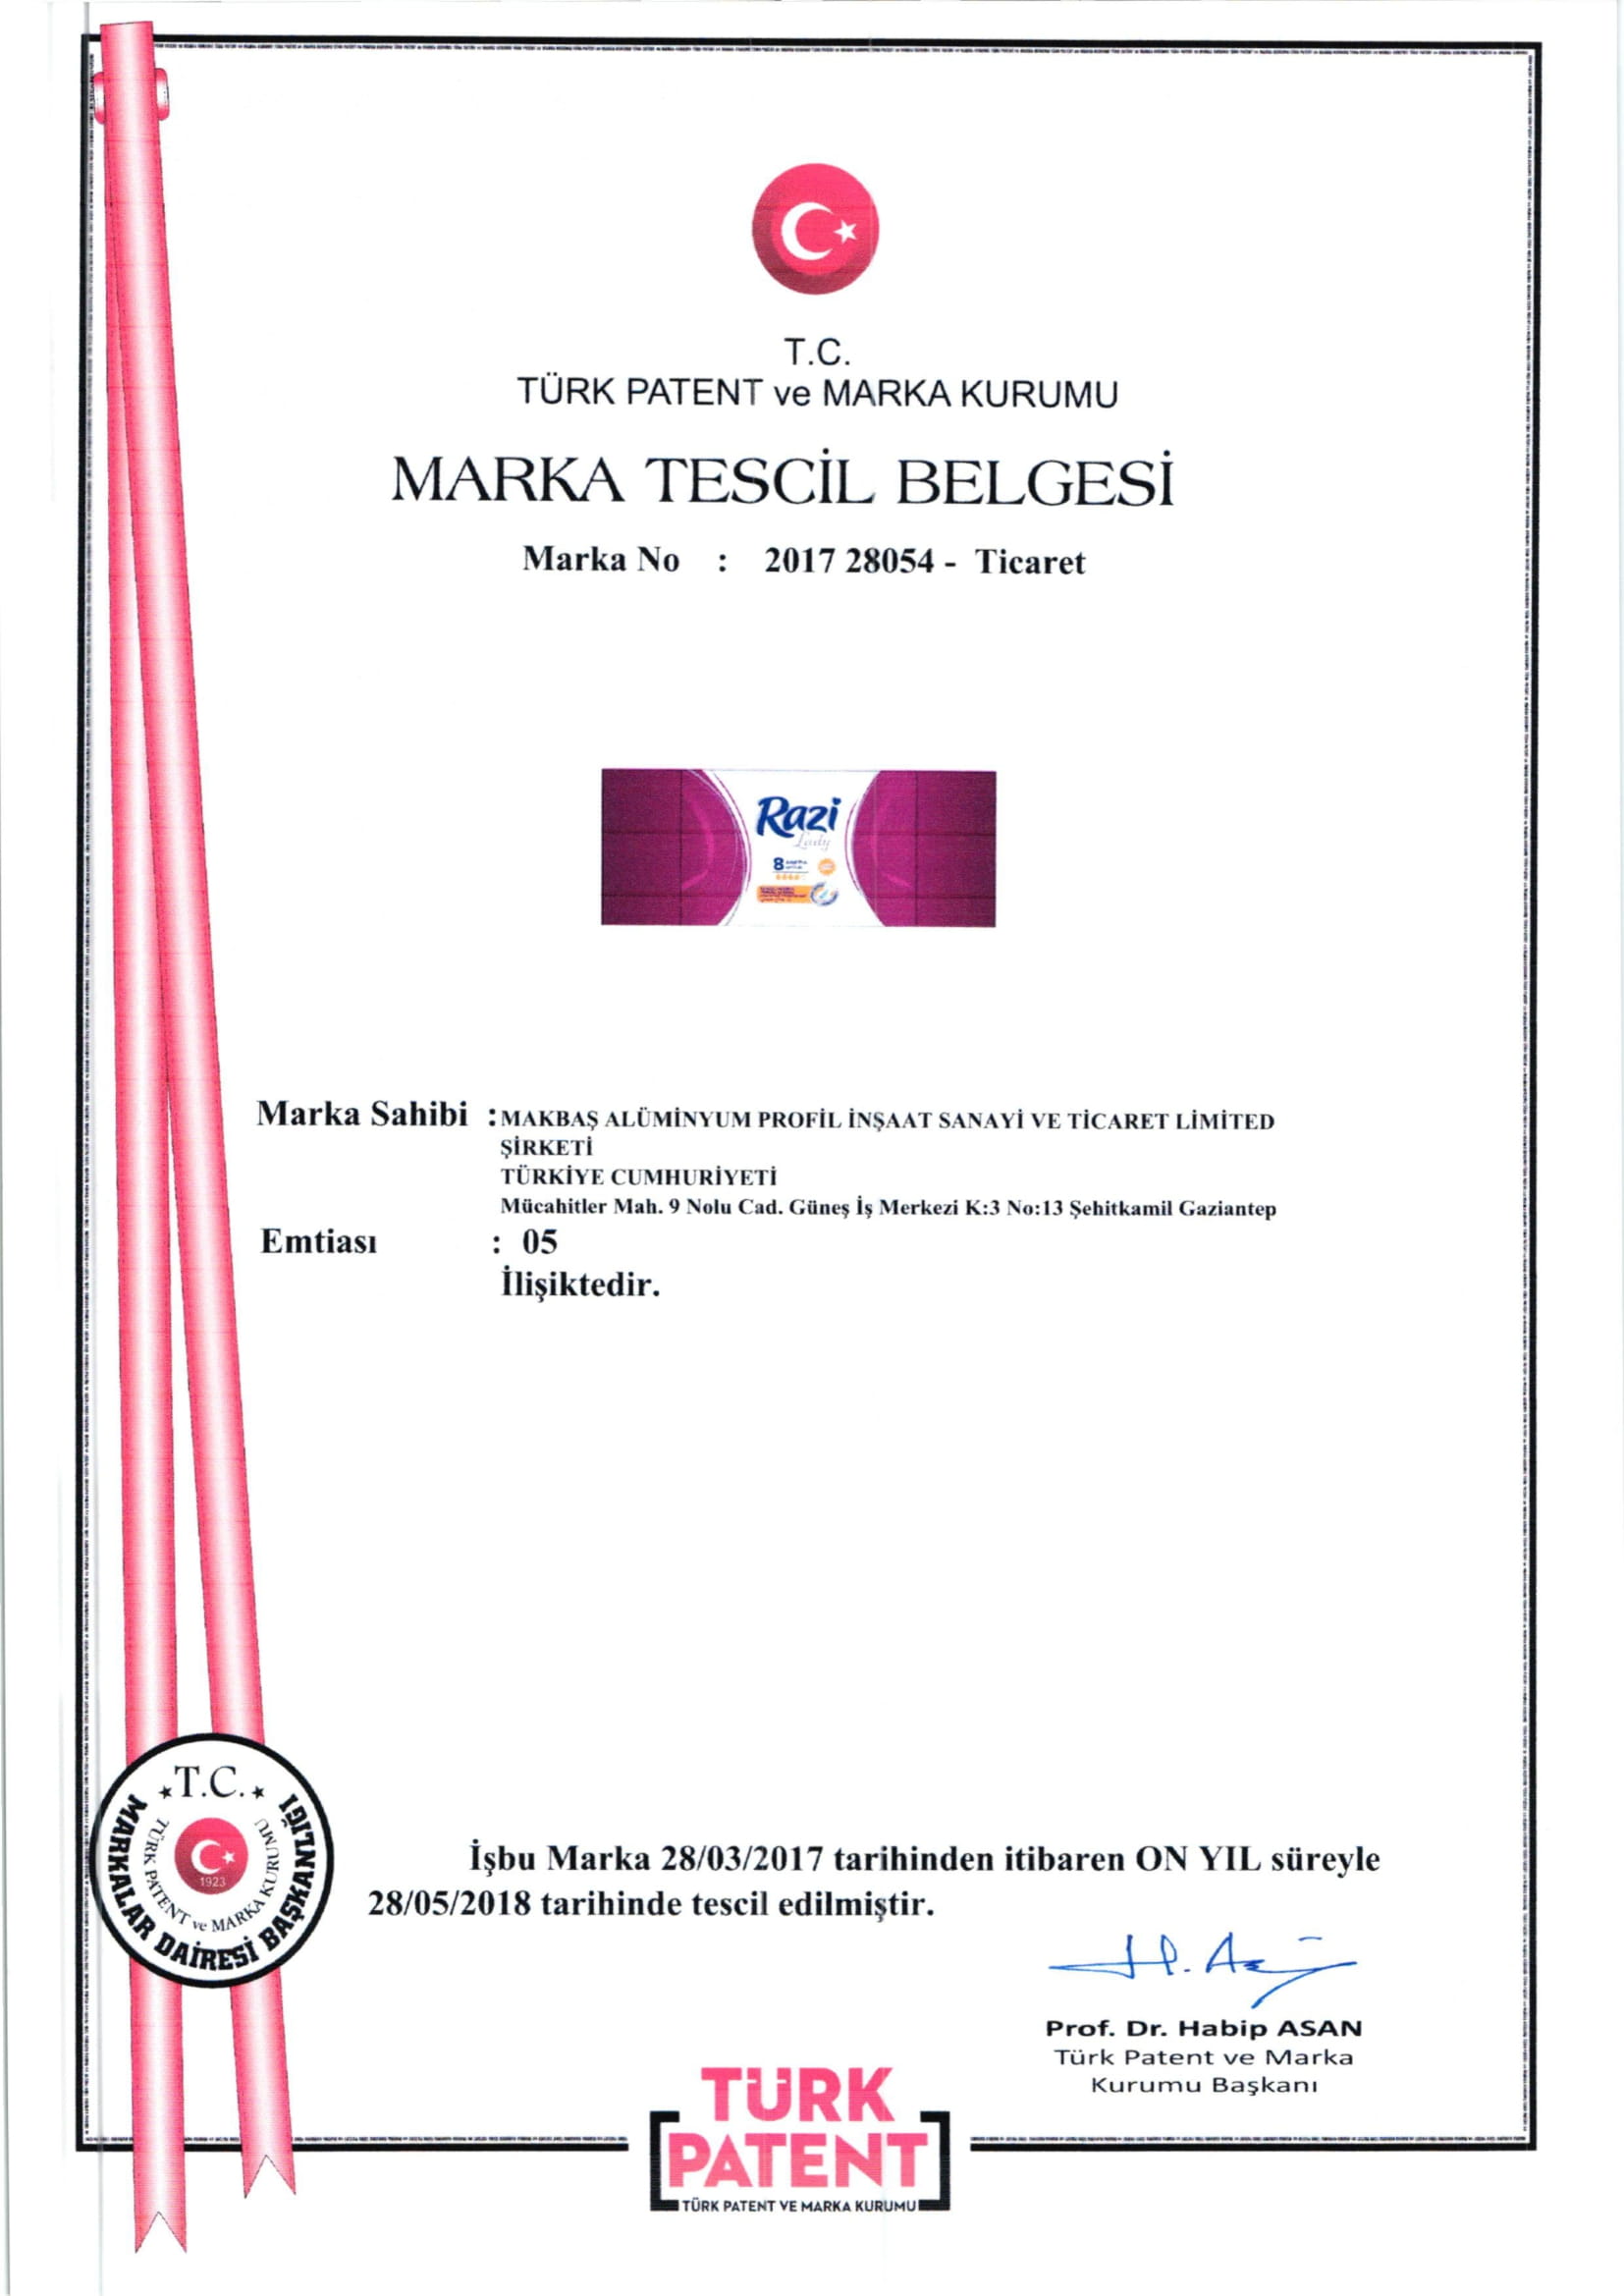 T.C.
TÜRK PATENT ve MARKA KURUMU
MARKA TESCİL BELGESİ
Marka No : 2017 28054 - Ticaret
Razi
Lady
8
Marka Sahibi : MAKBAŞ ALÜMİNYUM PROFİL İNŞAAT SANAYİ VE TİCARET LİMİTED
ŞİRKETİ
TÜRKİYE CUMHURİYETİ
Mücahitler Mah. 9 Nolu Cad. Güneş İş Merkezi K:3 No:13 Şehitkamil Gaziantep
Emtiası : 05
İlişiktedir.
T.C.
MARKALAR DAİRESİ BAŞKANLIĞI
TÜRK PATENT ve MARKA KURUMU
1923
İşbu Marka 28/03/2017 tarihinden itibaren ON YIL süreyle
28/05/2018 tarihinde tescil edilmiştir.
Prof. Dr. Habip ASAN
Türk Patent ve Marka
Kurumu Başkanı
TÜRK
PATENT
TÜRK PATENT VE MARKA KURUMU